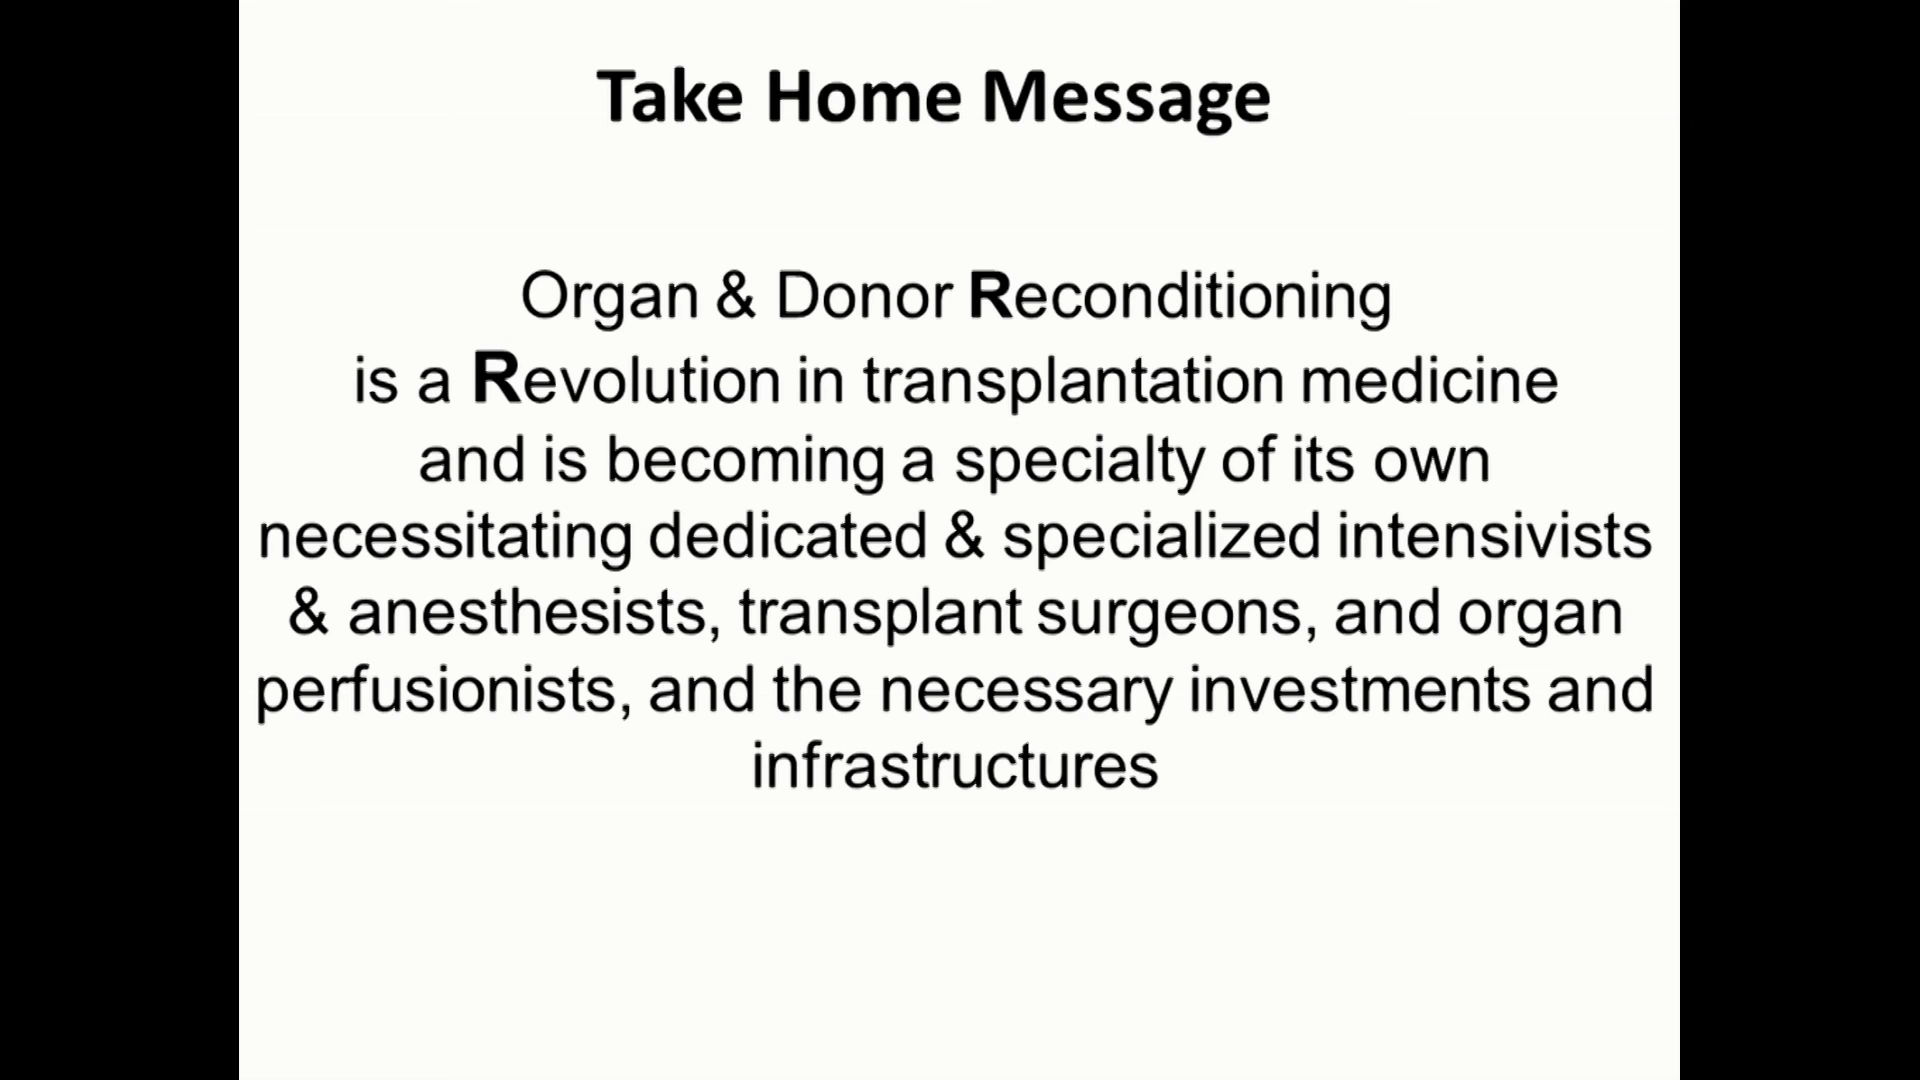 Take Home Message
Organ & Donor Reconditioning
is a Revolution in transplantation medicine
and is becoming a specialty of its own
necessitating dedicated & specialized intensivists
& anesthesists, transplant surgeons, and organ
perfusionists, and the necessary investments and
infrastructures